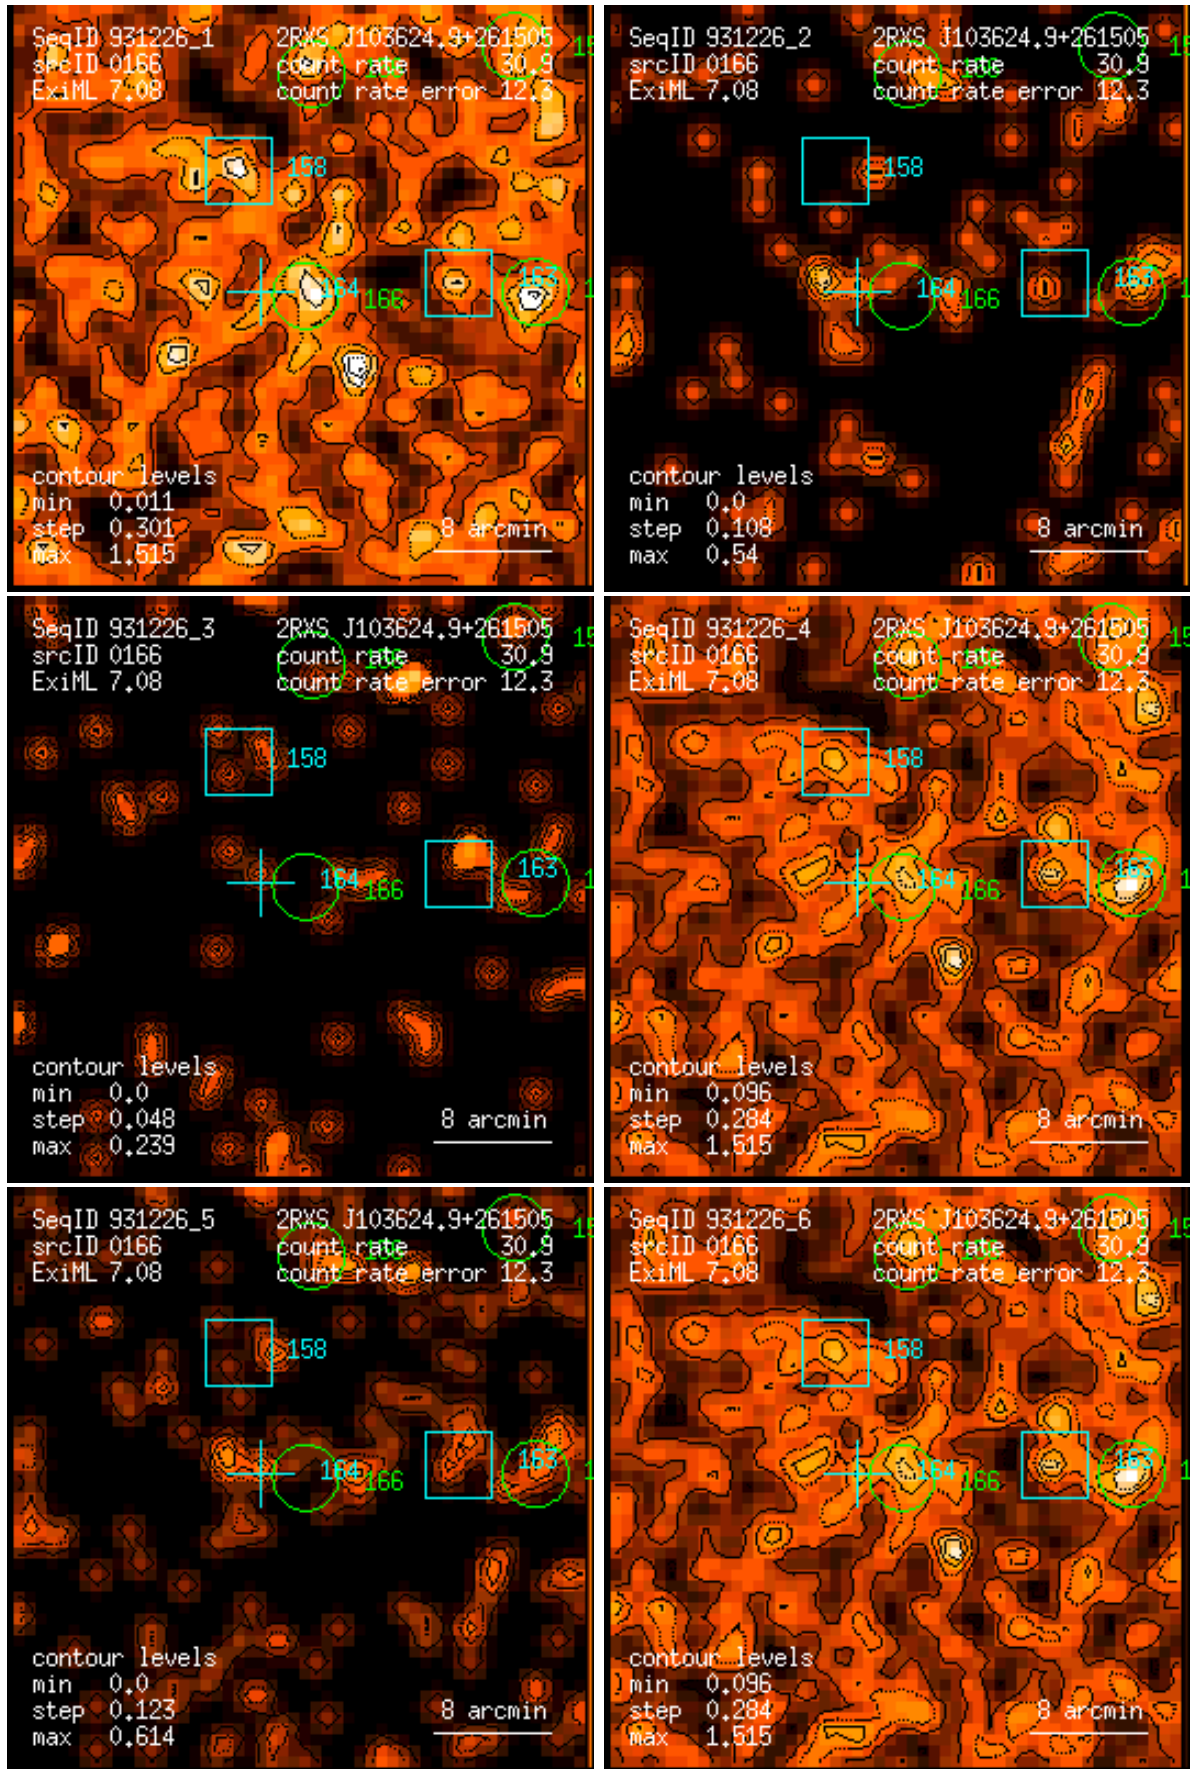 SeqID 931226_1 2RXS J103624.9+261505
srcID 0166 count rate 30.9
ExiML 7.08 count rate error 12.3
158
164
166
163
contour levels
min 0.011
step 0.301
max 1.515
8 arcmin
SeqID 931226_2 2RXS J103624.9+261505
srcID 0166 count rate 30.9
ExiML 7.08 count rate error 12.3
158
164
166
163
contour levels
min 0.0
step 0.108
max 0.54
8 arcmin
SeqID 931226_3 2RXS J103624.9+261505
srcID 0166 count rate 30.9
ExiML 7.08 count rate error 12.3
158
164
166
163
contour levels
min 0.0
step 0.048
max 0.239
8 arcmin
SeqID 931226_4 2RXS J103624.9+261505
srcID 0166 count rate 30.9
ExiML 7.08 count rate error 12.3
158
164
166
163
contour levels
min 0.096
step 0.284
max 1.515
8 arcmin
SeqID 931226_5 2RXS J103624.9+261505
srcID 0166 count rate 30.9
ExiML 7.08 count rate error 12.3
158
164
166
163
contour levels
min 0.0
step 0.123
max 0.614
8 arcmin
SeqID 931226_6 2RXS J103624.9+261505
srcID 0166 count rate 30.9
ExiML 7.08 count rate error 12.3
158
164
166
163
contour levels
min 0.096
step 0.284
max 1.515
8 arcmin